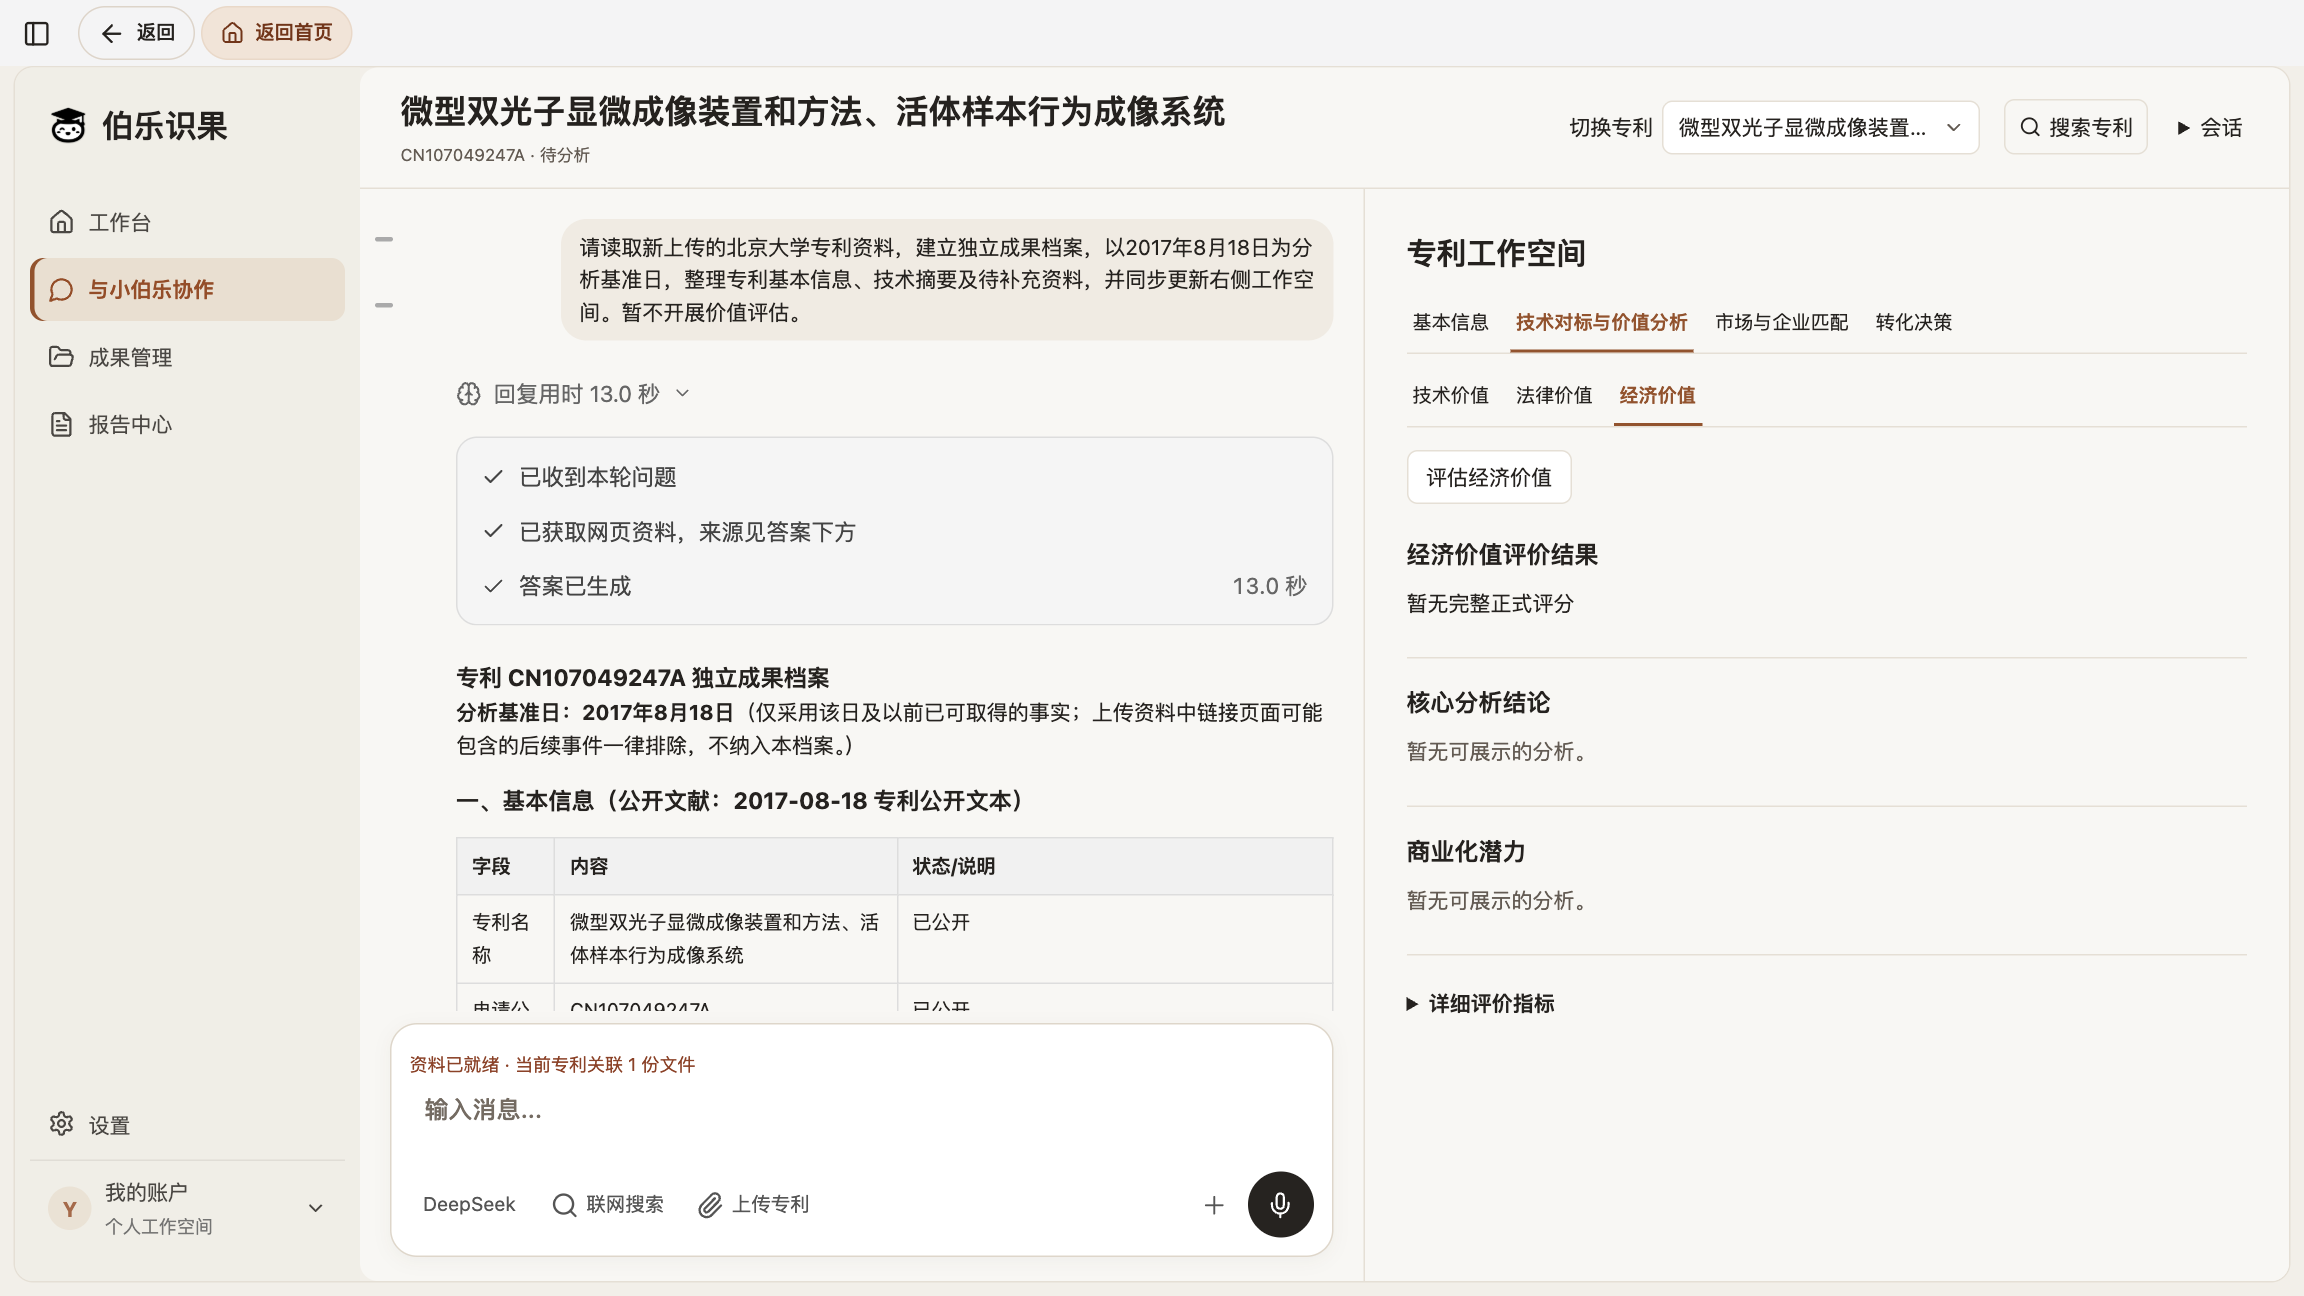 返回
返回首页
伯乐识果
工作台
与小伯乐协作
成果管理
报告中心
设置
Y
我的账户
个人工作空间
微型双光子显微成像装置和方法、活体样本行为成像系统
CN107049247A · 待分析
切换专利
微型双光子显微成像装置...
搜索专利
会话
请读取新上传的北京大学专利资料，建立独立成果档案，以2017年8月18日为分
析基准日，整理专利基本信息、技术摘要及待补充资料，并同步更新右侧工作空
间。暂不开展价值评估。
回复用时 13.0 秒
已收到本轮问题
已获取网页资料，来源见答案下方
答案已生成
13.0 秒
专利 CN107049247A 独立成果档案
分析基准日：2017年8月18日（仅采用该日及以前已可取得的事实；上传资料中链接页面可能
包含的后续事件一律排除，不纳入本档案。）
一、基本信息（公开文献：2017-08-18 专利公开文本）
字段 内容 状态/说明
专利名 微型双光子显微成像装置和方法、活 已公开
称 体样本行为成像系统
申请公 CN107049247A 已公开
资料已就绪 · 当前专利关联 1 份文件
输入消息...
DeepSeek
联网搜索
上传专利
专利工作空间
基本信息
技术对标与价值分析
市场与企业匹配
转化决策
技术价值
法律价值
经济价值
评估经济价值
经济价值评价结果
暂无完整正式评分
核心分析结论
暂无可展示的分析。
商业化潜力
暂无可展示的分析。
详细评价指标